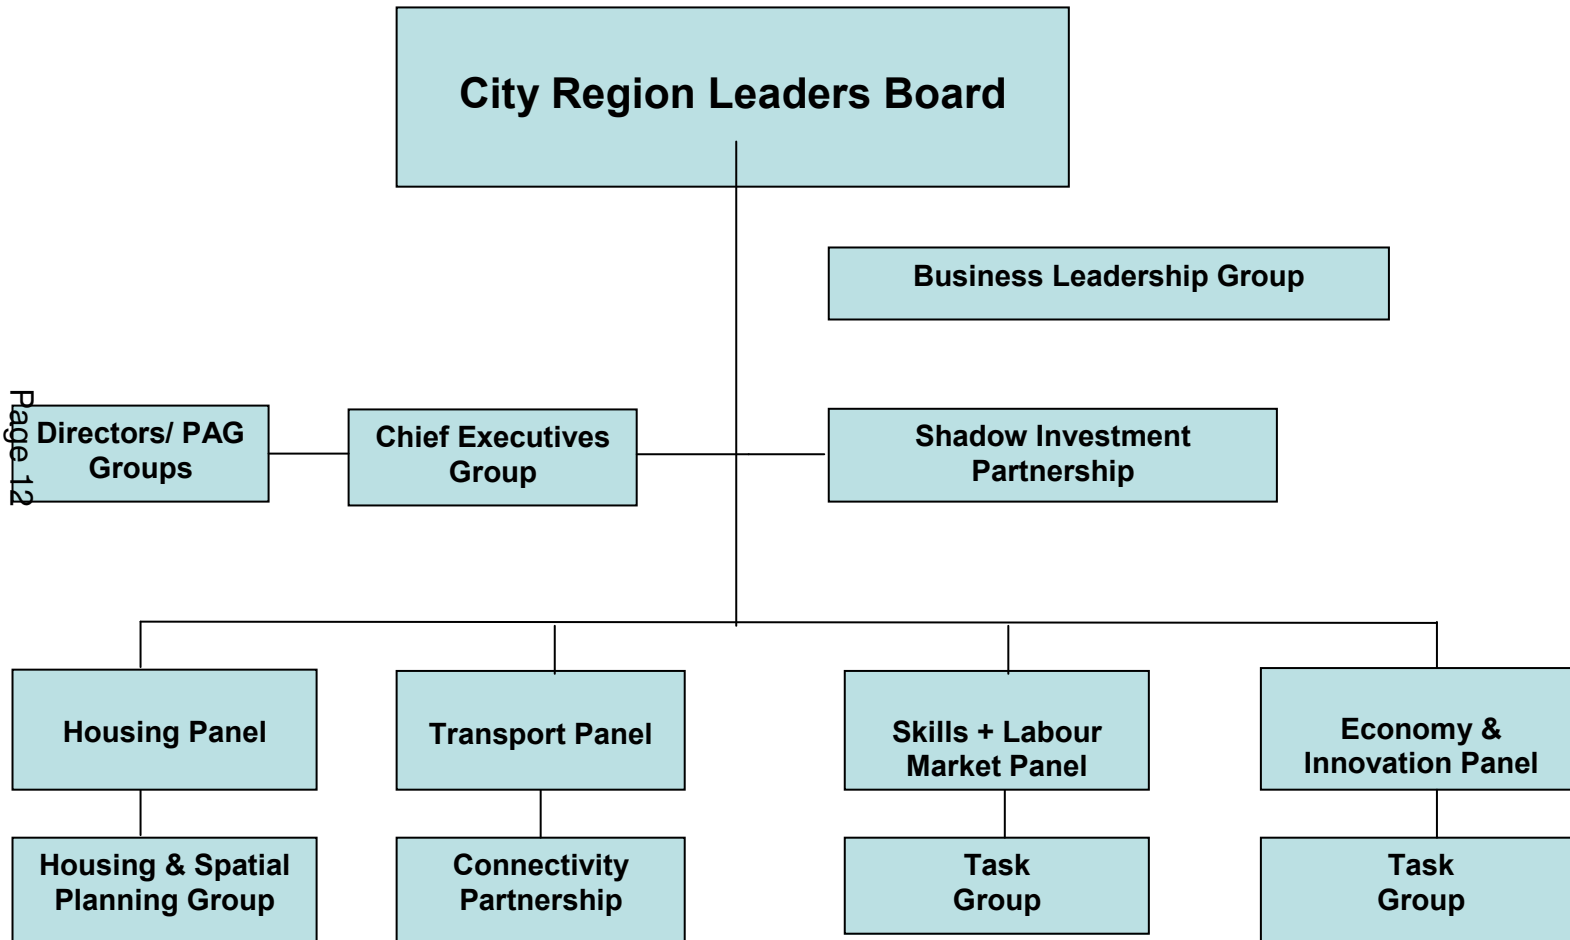 City Region Leaders Board
Business Leadership Group
Page 12
Directors/ PAG
Groups
Chief Executives
Group
Shadow Investment
Partnership
Housing Panel
Transport Panel
Skills + Labour
Market Panel
Economy &
Innovation Panel
Housing & Spatial
Planning Group
Connectivity
Partnership
Task
Group
Task
Group